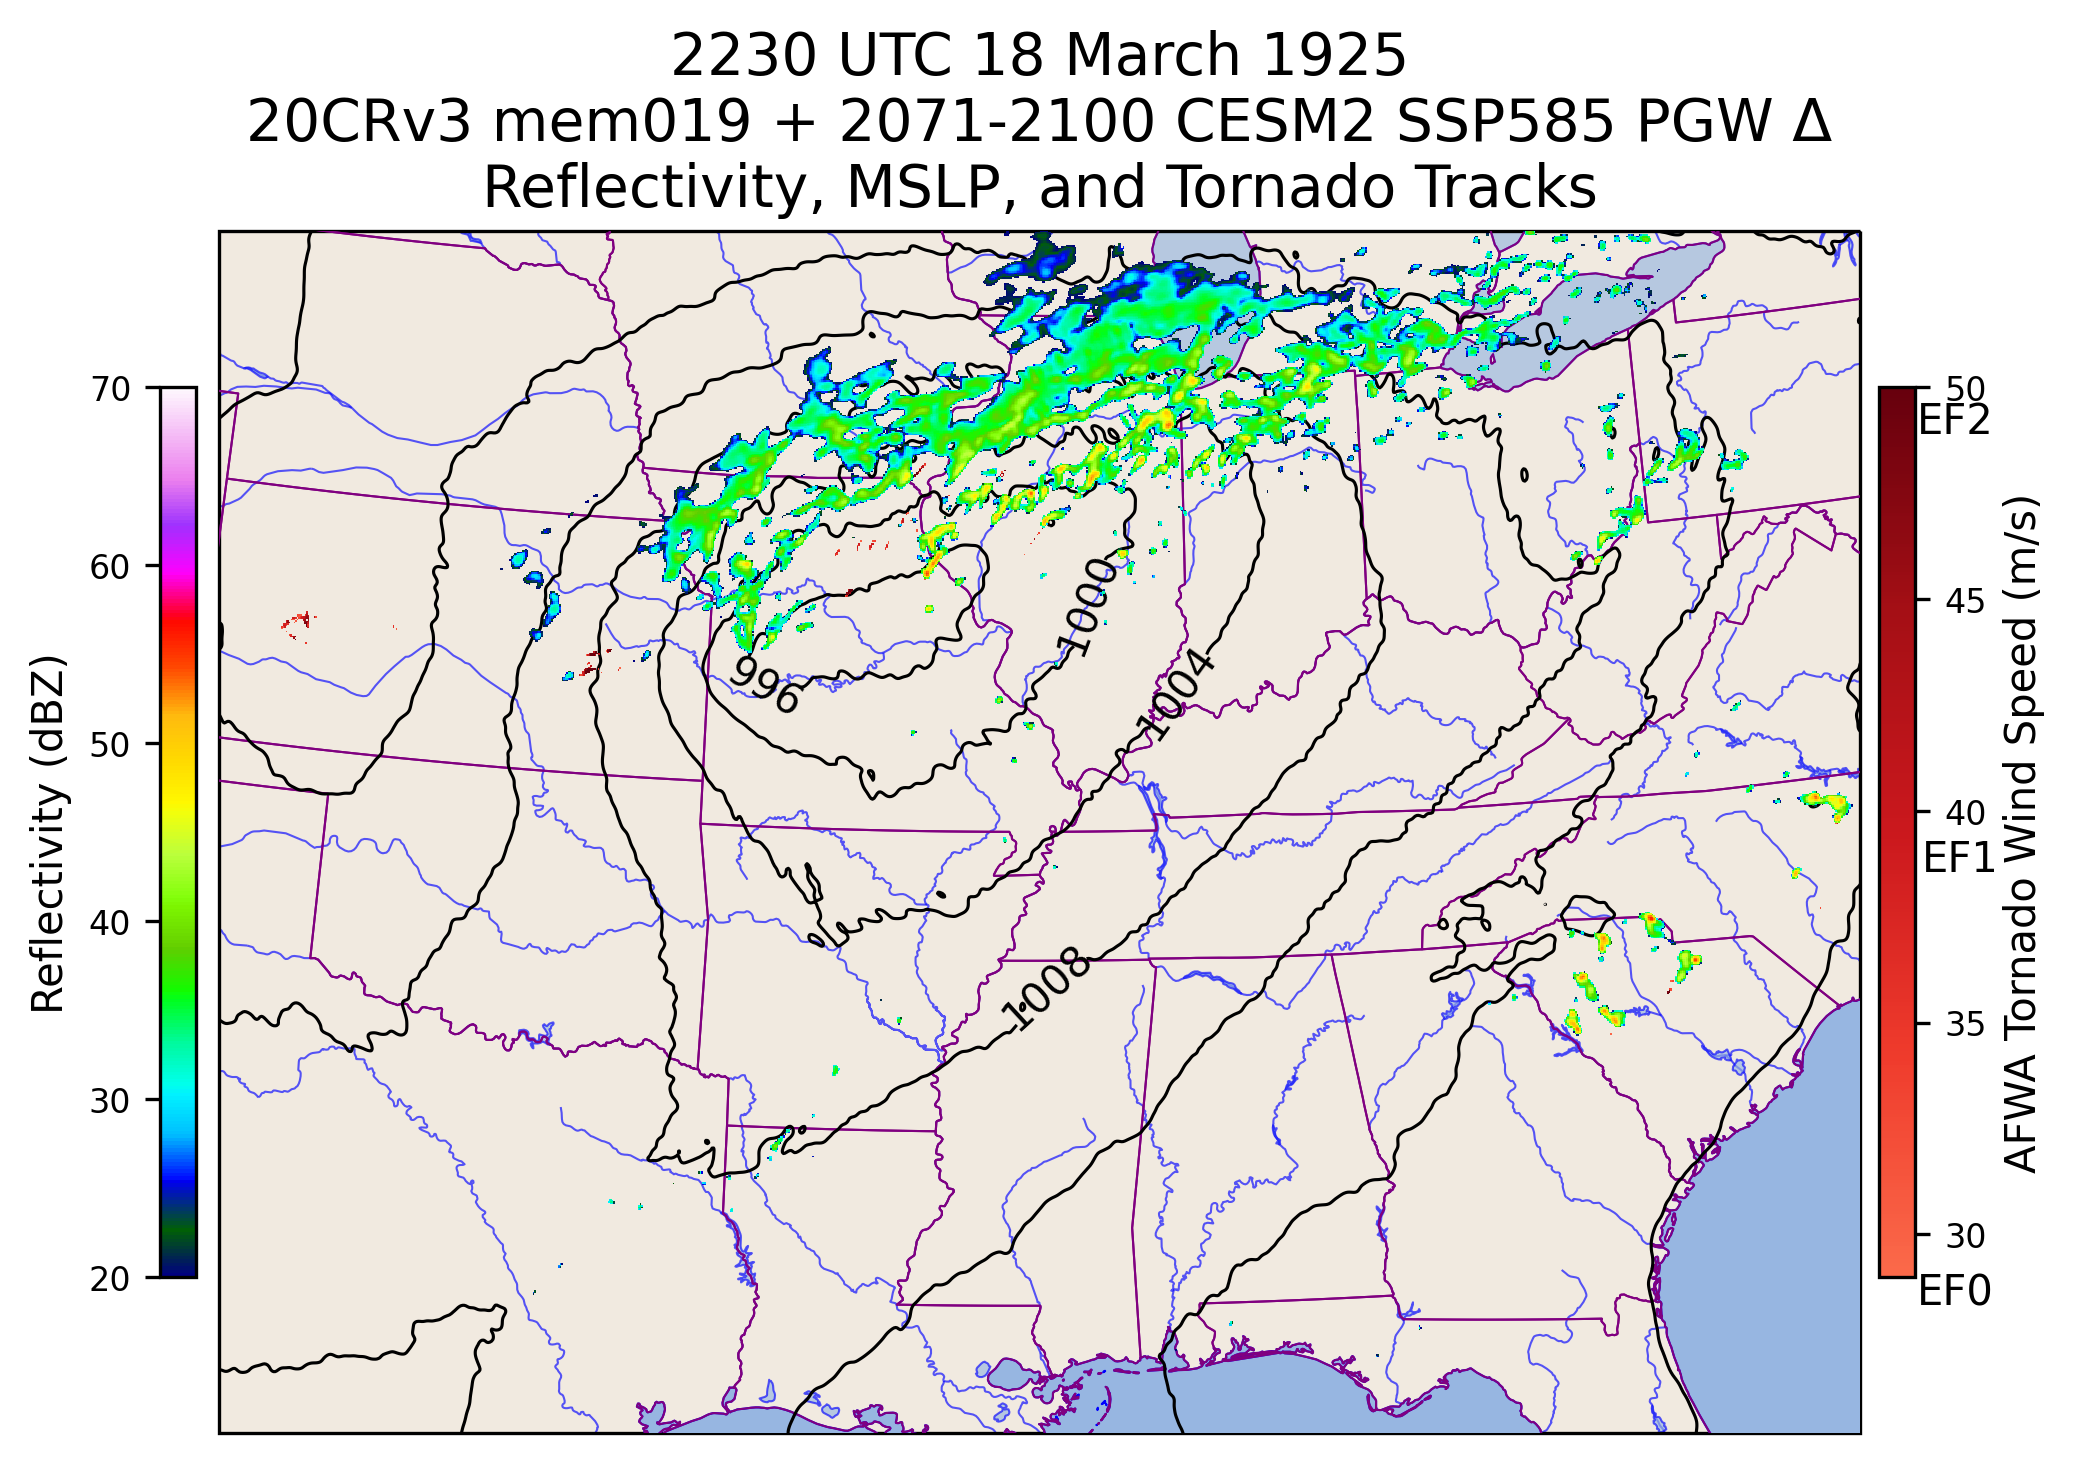 2230 UTC 18 March 1925
20CRv3 mem019 + 2071-2100 CESM2 SSP585 PGW Δ
Reflectivity, MSLP, and Tornado Tracks
70
60
50
40
30
20
Reflectivity (dBZ)
996
1000
1004
1008
50
EF2
45
40
EF1
35
30
EF0
AFWA Tornado Wind Speed (m/s)